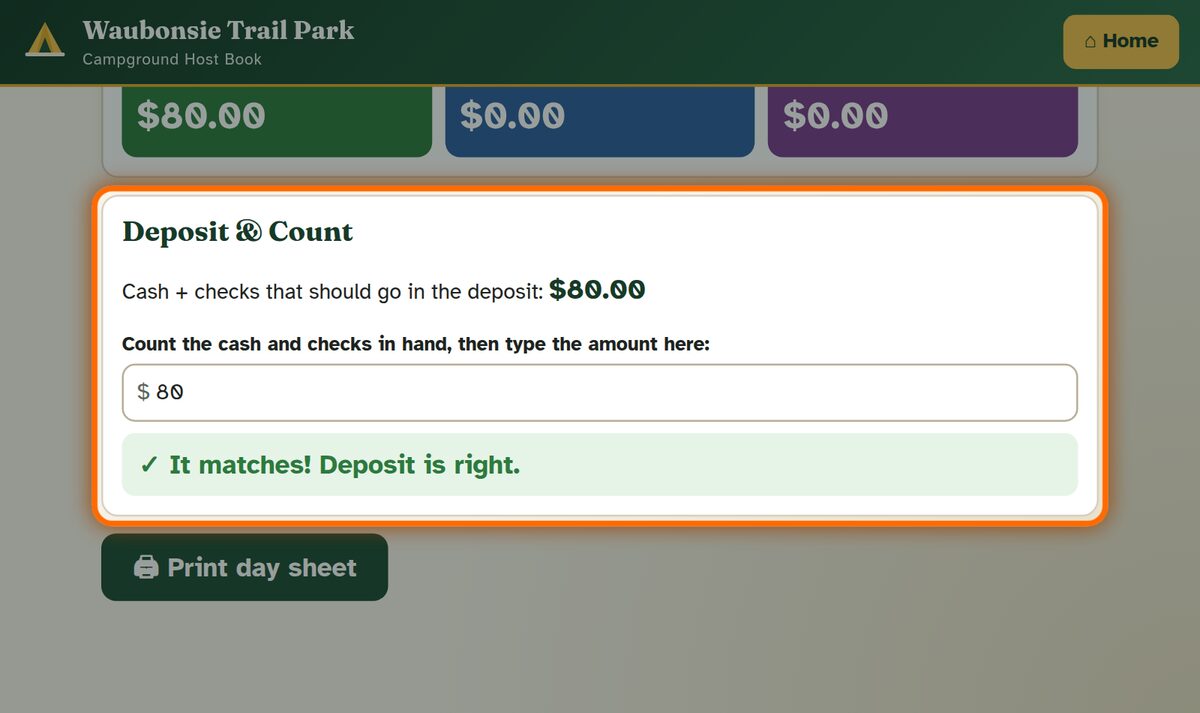 Waubonsie Trail Park
Campground Host Book
⌂ Home
$80.00 $0.00 $0.00
Deposit & Count
Cash + checks that should go in the deposit: $80.00
Count the cash and checks in hand, then type the amount here:
$ 80
✓ It matches! Deposit is right.
🖨 Print day sheet